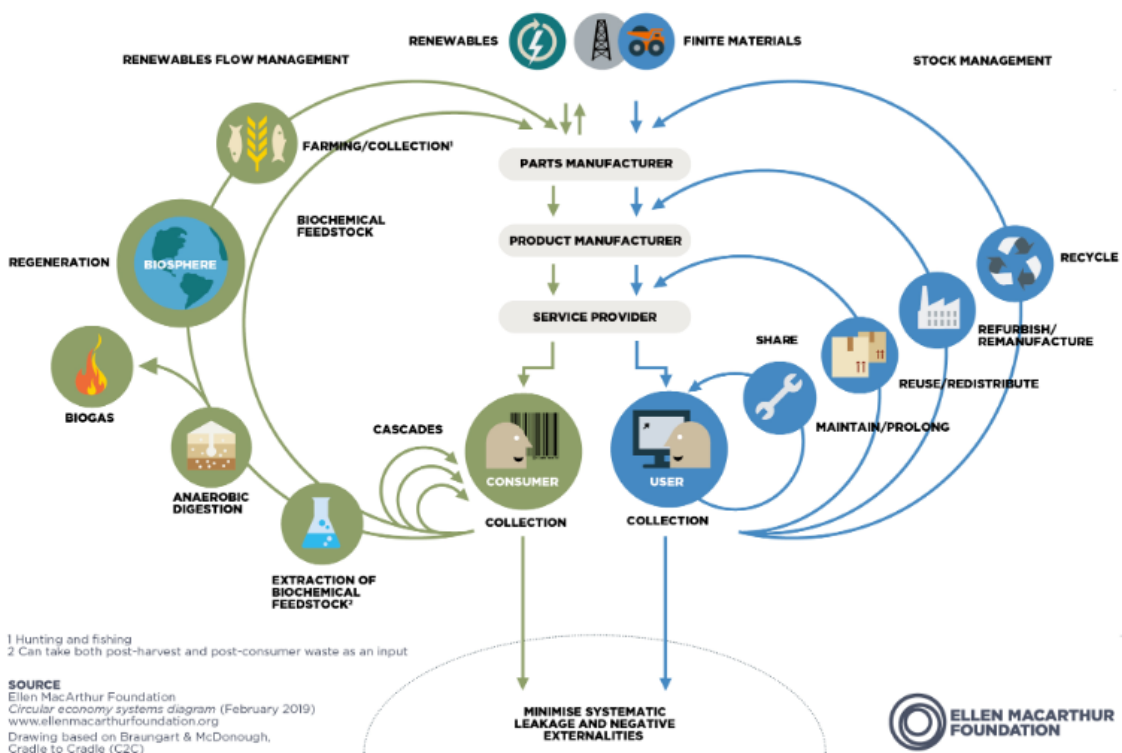 RENEWABLES
FINITE MATERIALS
RENEWABLES FLOW MANAGEMENT
STOCK MANAGEMENT
FARMING/COLLECTION¹
PARTS MANUFACTURER
BIOCHEMICAL
FEEDSTOCK
PRODUCT MANUFACTURER
REGENERATION
BIOSPHERE
RECYCLE
SERVICE PROVIDER
SHARE
REFURBISH/
REMANUFACTURE
REUSE/REDISTRIBUTE
BIOGAS
CASCADES
MAINTAIN/PROLONG
CONSUMER
USER
ANAEROBIC
DIGESTION
COLLECTION
COLLECTION
EXTRACTION OF
BIOCHEMICAL
FEEDSTOCK²
1 Hunting and fishing
2 Can take both post-harvest and post-consumer waste as an input
SOURCE
Ellen MacArthur Foundation
Circular economy systems diagram (February 2019)
www.ellenmacarthurfoundation.org
Drawing based on Braungart & McDonough,
Cradle to Cradle (C2C)
MINIMISE SYSTEMATIC
LEAKAGE AND NEGATIVE
EXTERNALITIES
ELLEN MACARTHUR
FOUNDATION